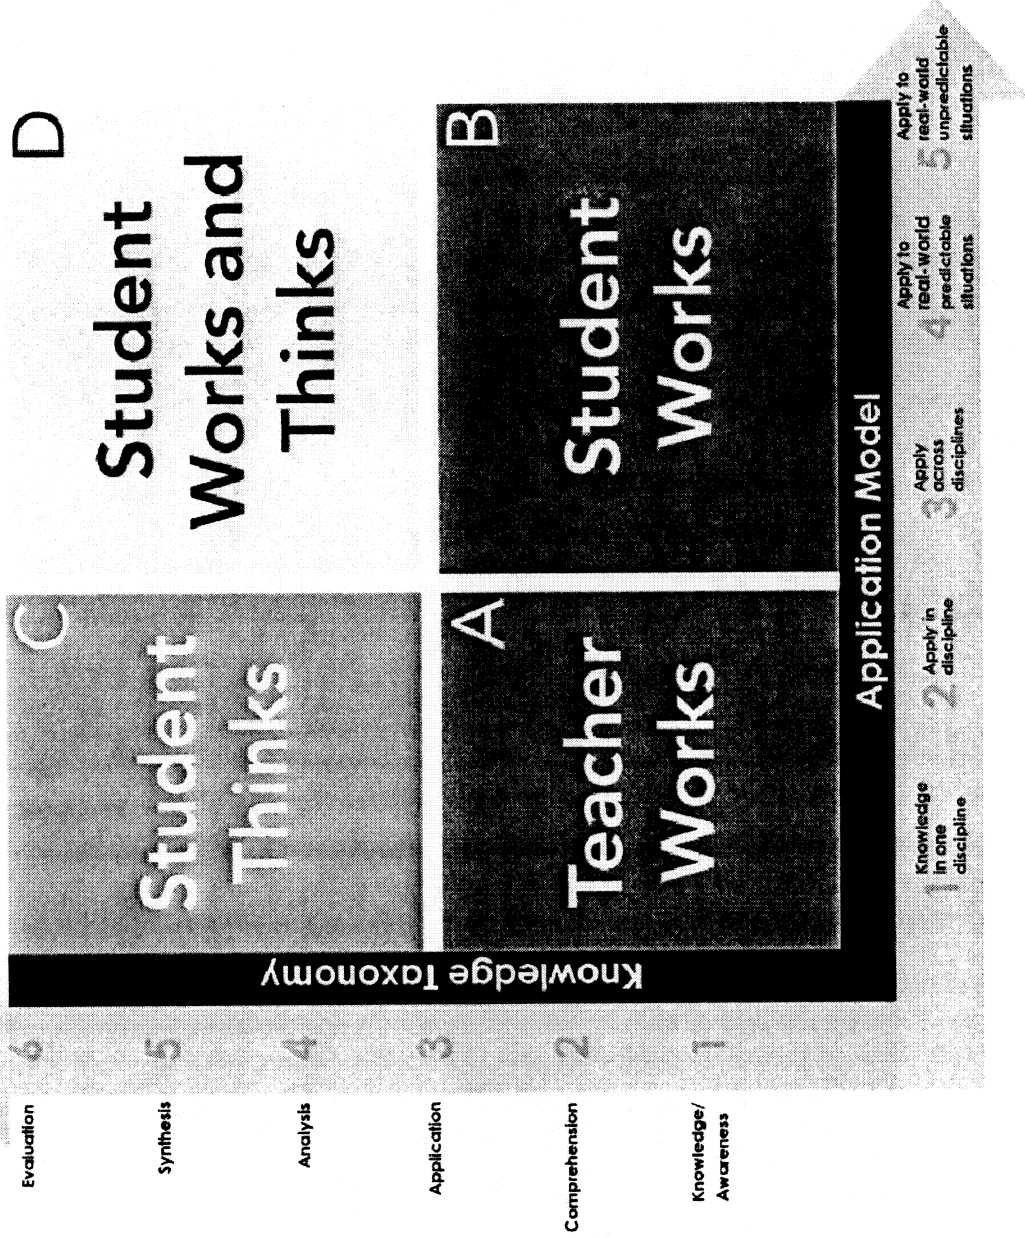 6
Evaluation
5
Synthesis
4
Analysis
3
Application
2
Comprehension
1
Knowledge/
Awareness
Knowledge Taxonomy
C
Student
Thinks
D
Student
Works and
Thinks
A
Teacher
Works
B
Student
Works
Application Model
1
Knowledge
in one
discipline
2
Apply in
discipline
3
Apply
across
disciplines
4
Apply to
real-world
predictable
situations
5
Apply to
real-world
unpredictable
situations